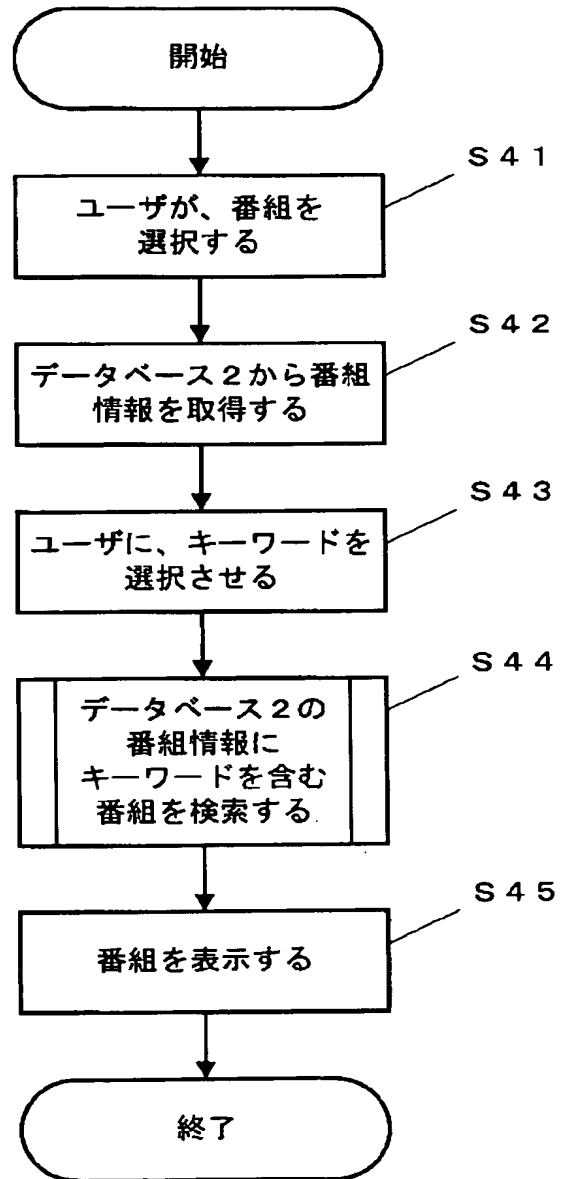 開始
S41
ユーザが、番組を
選択する
S42
データベース2から番組
情報を取得する
S43
ユーザに、キーワードを
選択させる
S44
データベース2の
番組情報に
キーワードを含む
番組を検索する
S45
番組を表示する
終了